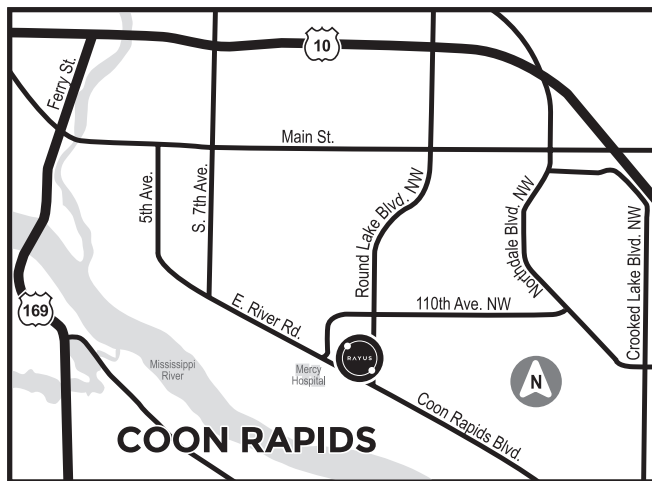 10
Ferry St.
Main St.
5th Ave.
S. 7th Ave.
Round Lake Blvd. NW
Northdale Blvd. NW
Crooked Lake Blvd. NW
110th Ave. NW
E. River Rd.
169
RAYUS
Mississippi
River
Mercy
Hospital
N
Coon Rapids Blvd.
COON RAPIDS